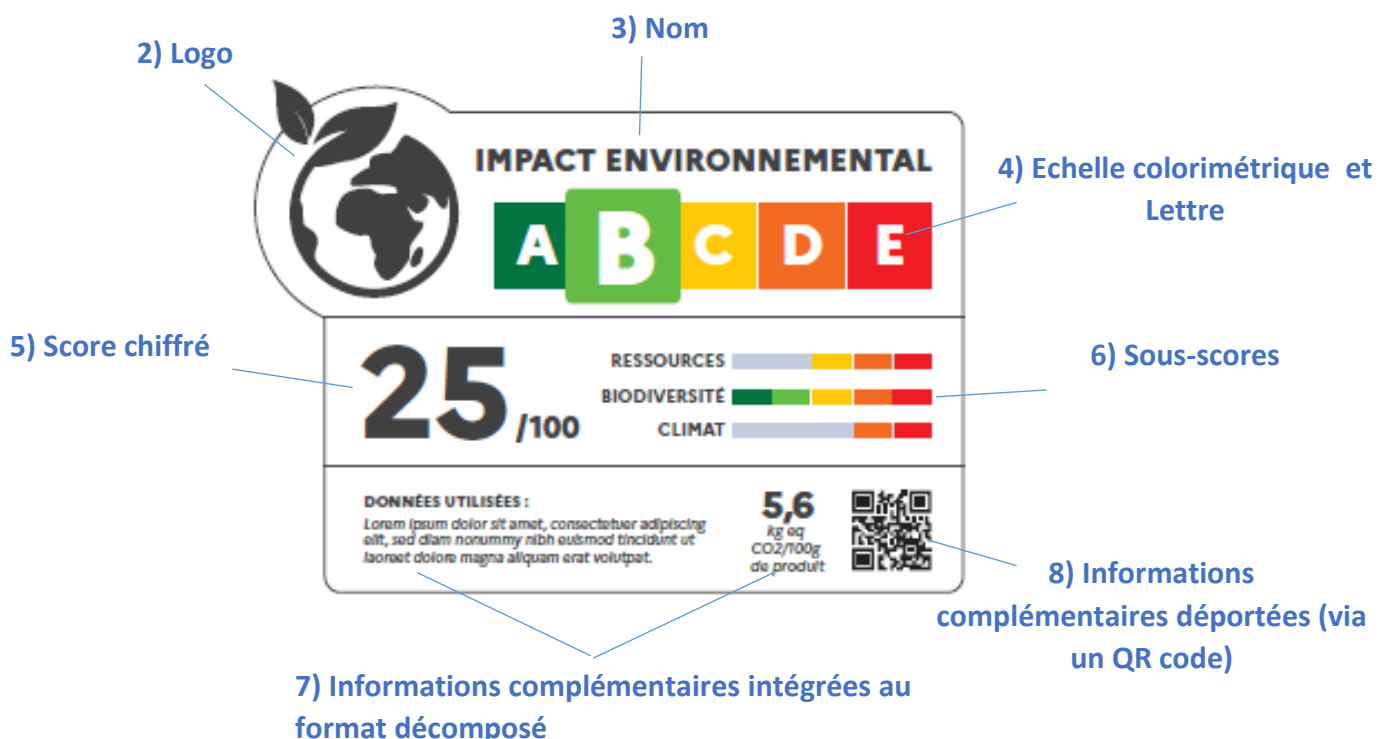 3) Nom
2) Logo
IMPACT ENVIRONNEMENTAL
4) Echelle colorimétrique et
Lettre
A B C D E
5) Score chiffré
25 /100
RESSOURCES
BIODIVERSITÉ
CLIMAT
6) Sous-scores
DONNÉES UTILISÉES :
Lorem ipsum dolor sit amet, consectetuer adipiscing
elit, sed diam nonummy nibh euismod tincidunt ut
laoreet dolore magna aliquam erat volutpat.
5,6
kg eq
CO2/100g
de produit
8) Informations
complémentaires déportées (via
un QR code)
7) Informations complémentaires intégrées au
format décomposé